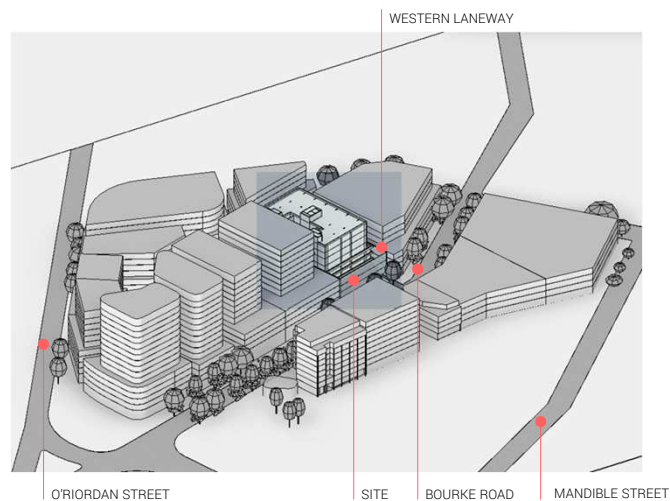 WESTERN LANEWAY
O'RIORDAN STREET
SITE
BOURKE ROAD
MANDIBLE STREET